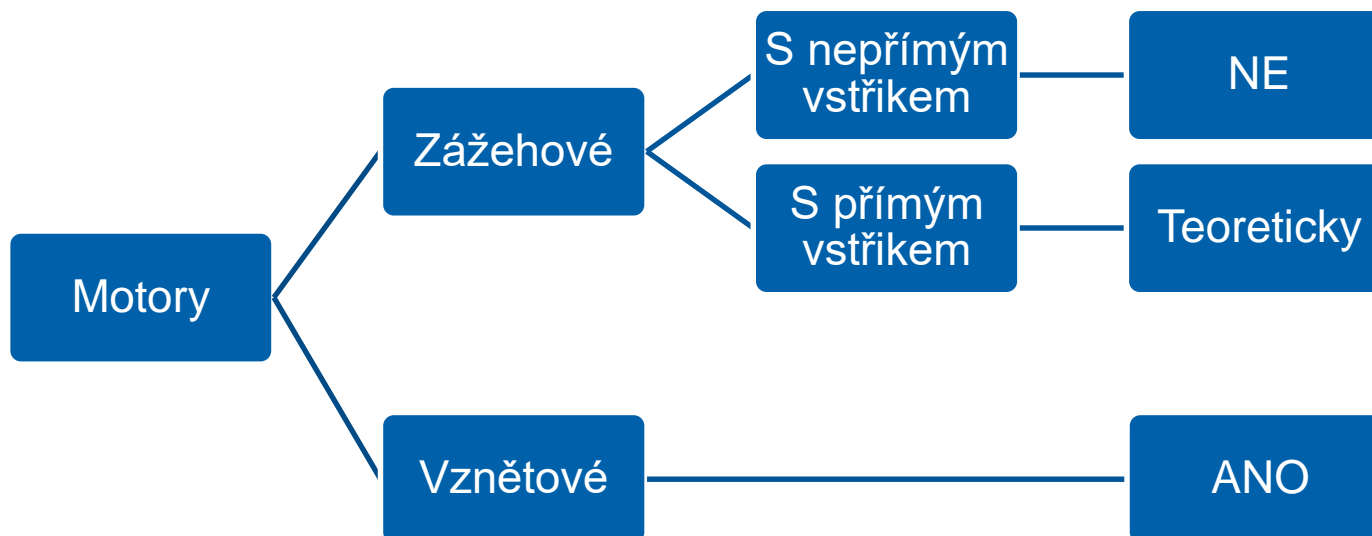 S nepřímým
vstřikem
NE
Zážehové
S přímým
vstřikem
Teoreticky
Motory
Vznětové
ANO